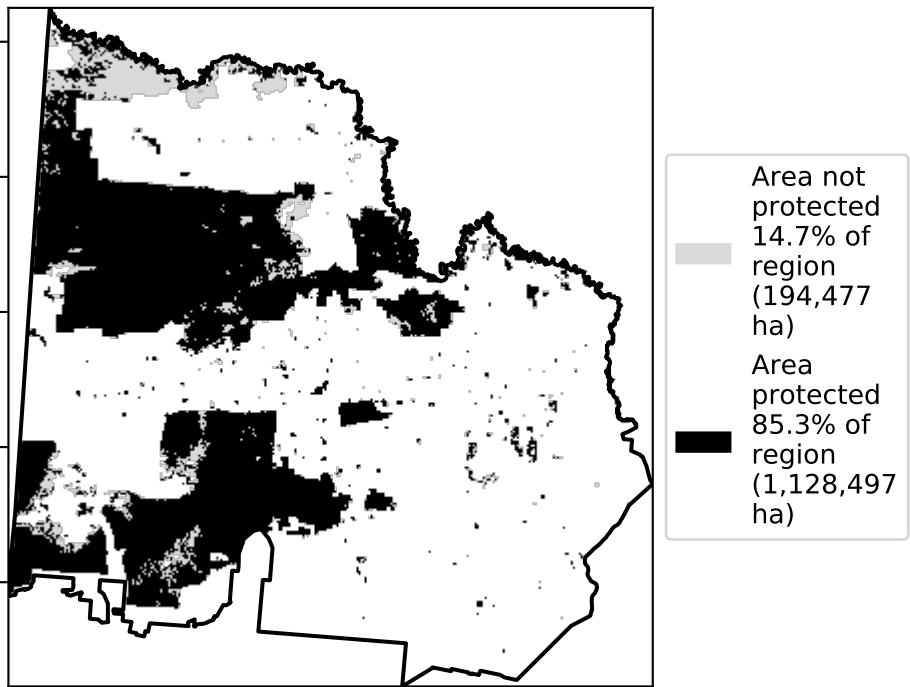 Area not
protected
14.7% of
region
(194,477
ha)
Area
protected
85.3% of
region
(1,128,497
ha)